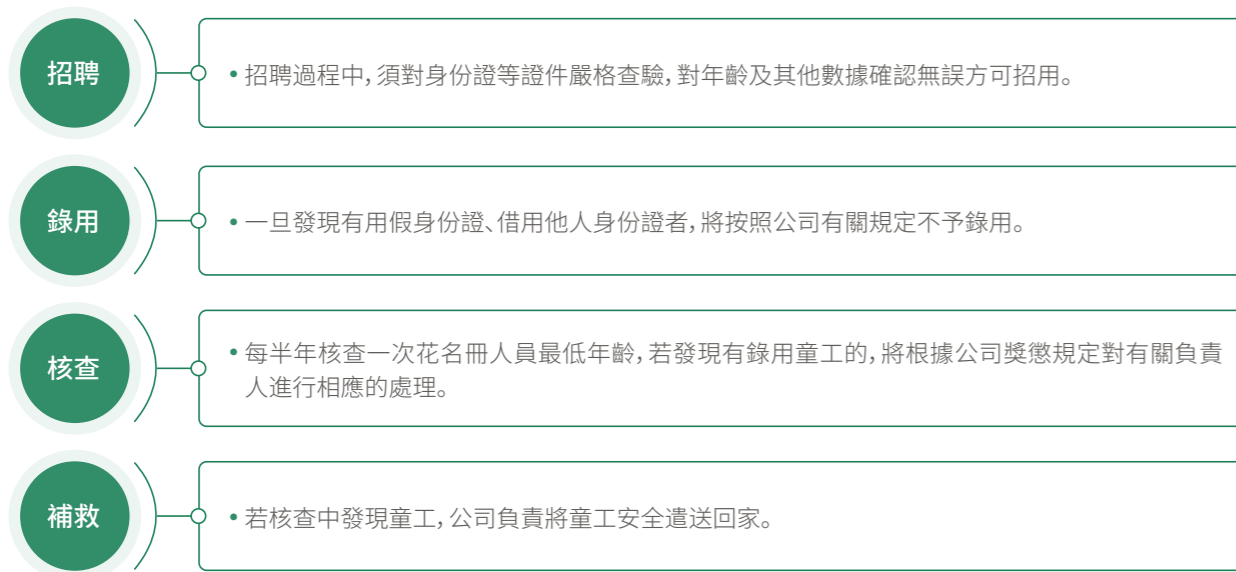 招聘
• 招聘過程中，須對身份證等證件嚴格查驗，對年齡及其他數據確認無誤方可招用。
錄用
• 一旦發現有用假身份證、借用他人身份證者，將按照公司有關規定不予錄用。
核查
• 每半年核查一次花名冊人員最低年齡，若發現有錄用童工的，將根據公司獎懲規定對有關負責
人進行相應的處理。
補救
• 若核查中發現童工，公司負責將童工安全遣送回家。